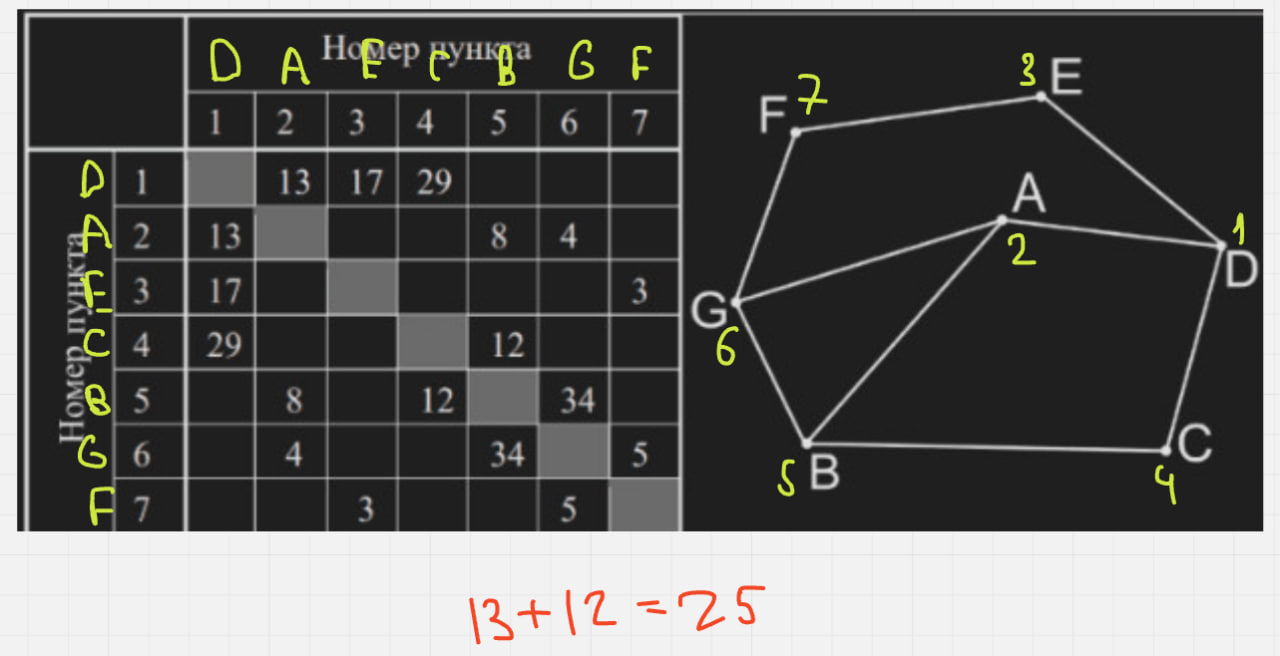 Номер пункта
D A E C B G F
1 2 3 4 5 6 7
Номер пункта
D 1 13 17 29
A 2 13 8 4
E 3 17 3
C 4 29 12
B 5 8 12 34
G 6 4 34 5
F 7 3 5
3 E
F 7
A
2
1
D
G
6
C
4
5 B
13+12=25